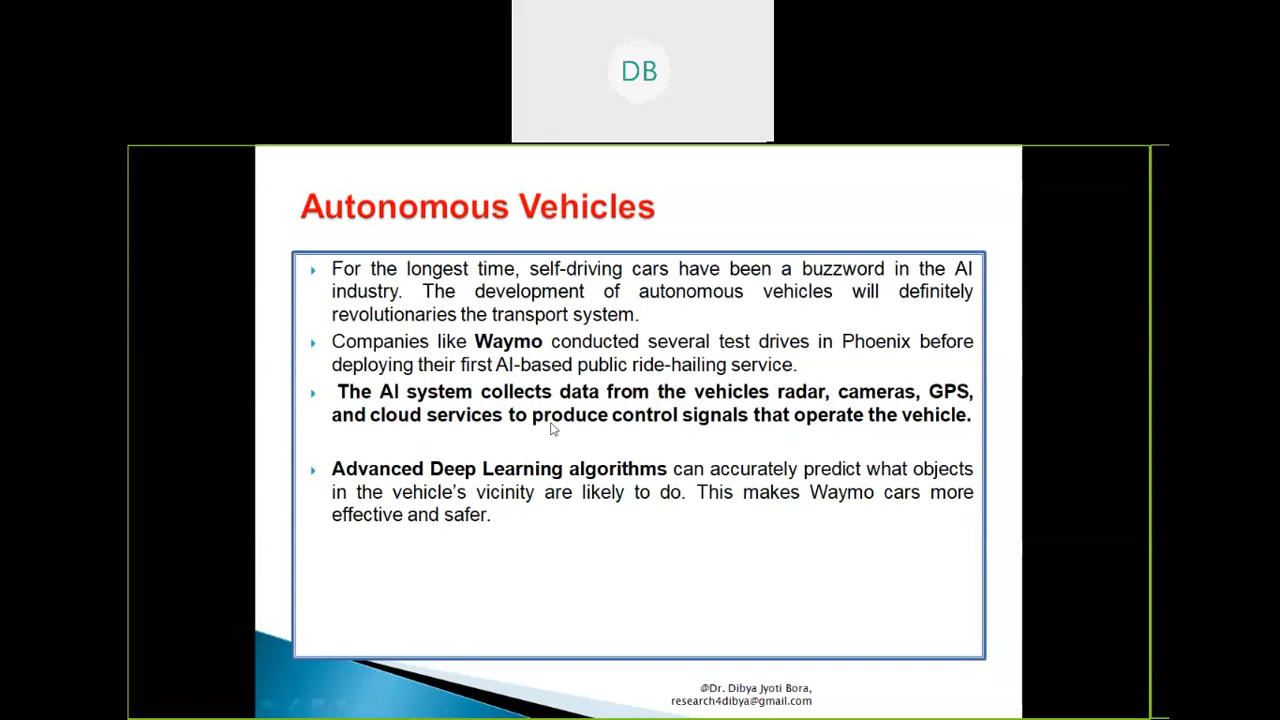 DB
Autonomous Vehicles
For the longest time, self-driving cars have been a buzzword in the AI
industry. The development of autonomous vehicles will definitely
revolutionaries the transport system.
Companies like Waymo conducted several test drives in Phoenix before
deploying their first AI-based public ride-hailing service.
The AI system collects data from the vehicles radar, cameras, GPS,
and cloud services to produce control signals that operate the vehicle.
Advanced Deep Learning algorithms can accurately predict what objects
in the vehicle’s vicinity are likely to do. This makes Waymo cars more
effective and safer.
@Dr. Dibya Jyoti Bora,
research4dibya@gmail.com